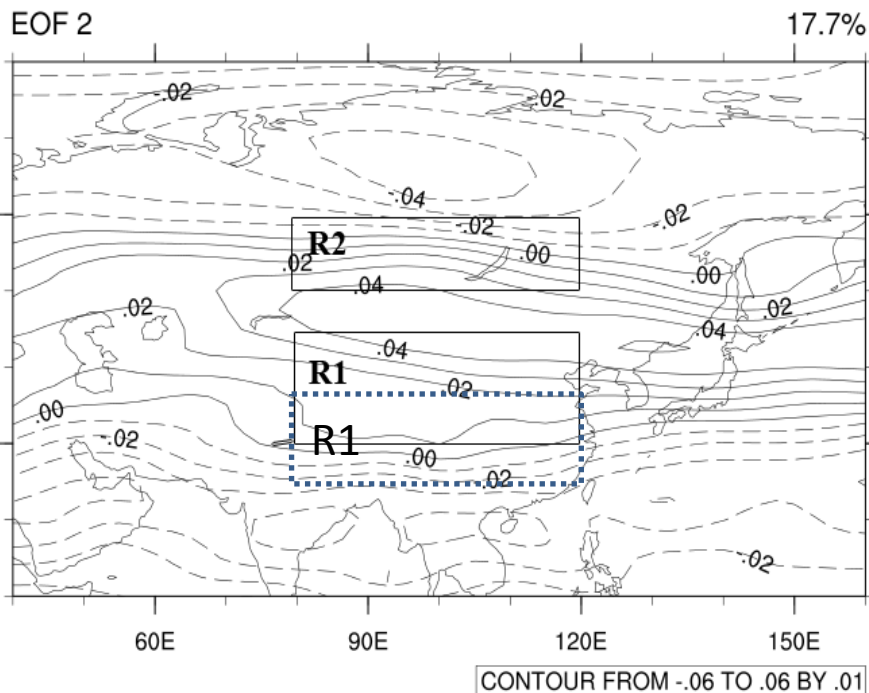 EOF 2 17.7%
-.02 -.02
-.04
-.02
-.02
R2 .00
.02 .00
.04
.02 .02
.04
.04
R1
.02
.00
-.02 R1
.00
.02
-.02
60E 90E 120E 150E
CONTOUR FROM -.06 TO .06 BY .01